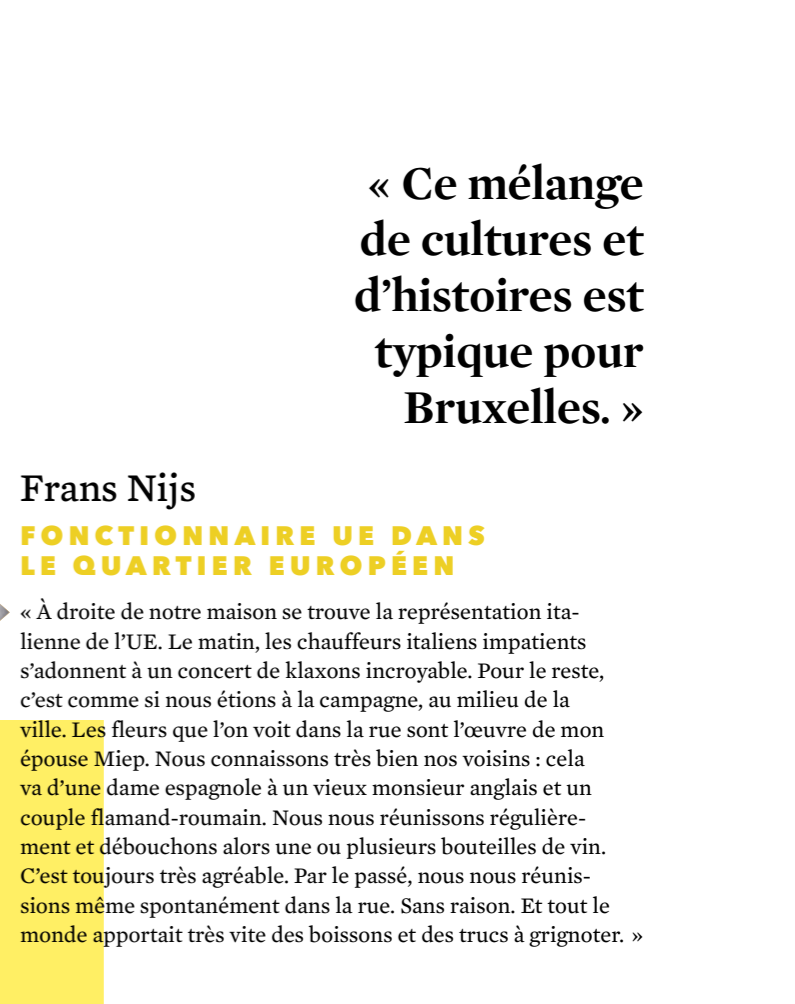 « Ce mélange
de cultures et
d’histoires est
typique pour
Bruxelles. »
Frans Nijs
FONCTIONNAIRE UE DANS
LE QUARTIER EUROPÉEN
« À droite de notre maison se trouve la représentation ita-
lienne de l’UE. Le matin, les chauffeurs italiens impatients
s’adonnent à un concert de klaxons incroyable. Pour le reste,
c’est comme si nous étions à la campagne, au milieu de la
ville. Les fleurs que l’on voit dans la rue sont l’œuvre de mon
épouse Miep. Nous connaissons très bien nos voisins : cela
va d’une dame espagnole à un vieux monsieur anglais et un
couple flamand-roumain. Nous nous réunissons régulière-
ment et débouchons alors une ou plusieurs bouteilles de vin.
C’est toujours très agréable. Par le passé, nous nous réunis-
sions même spontanément dans la rue. Sans raison. Et tout le
monde apportait très vite des boissons et des trucs à grignoter. »